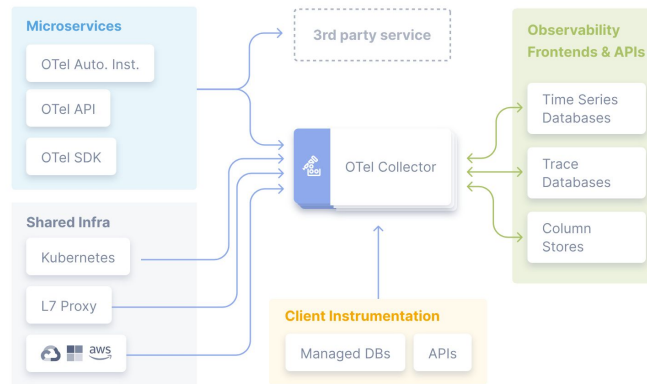 Microservices
OTel Auto. Inst.
OTel API
OTel SDK
3rd party service
Observability
Frontends & APIs
OTel Collector
Time Series
Databases
Trace
Databases
Column
Stores
Shared Infra
Kubernetes
L7 Proxy
aws
Client Instrumentation
Managed DBs
APIs